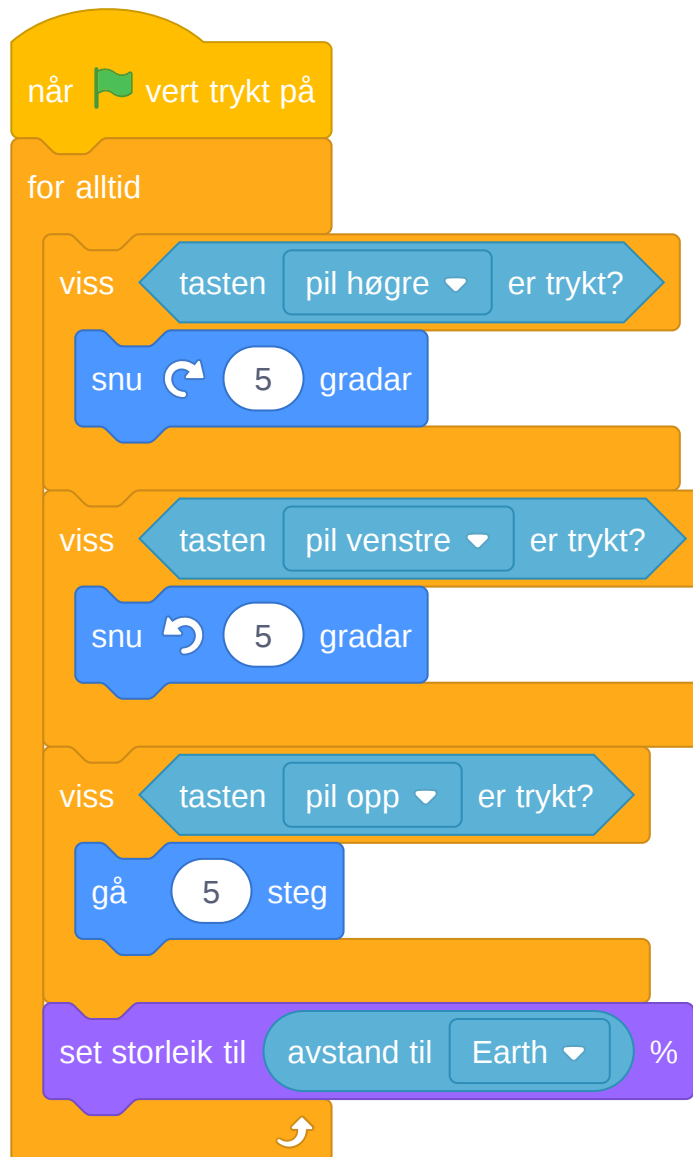 når vert trykt på
for alltid
viss tasten pil høgre er trykt?
snu 5 gradar
viss tasten pil venstre er trykt?
snu 5 gradar
viss tasten pil opp er trykt?
gå 5 steg
set storleik til avstand til Earth %